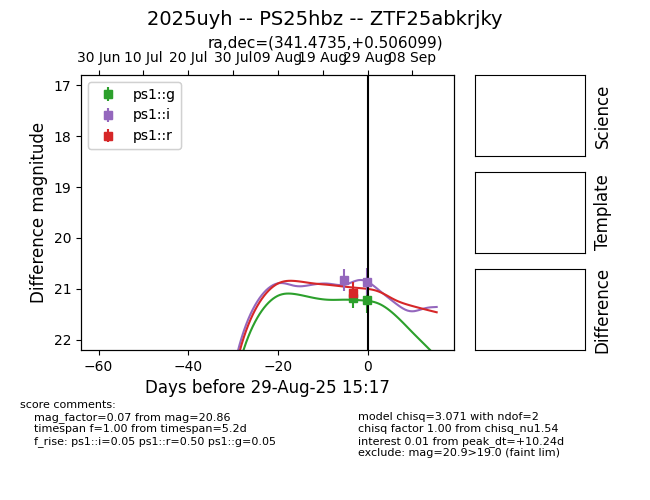 2025uyh -- PS25hbz -- ZTF25abkrjky
ra,dec=(341.4735,+0.506099)
30 Jun 10 Jul 20 Jul 30 Jul 09 Aug 19 Aug 29 Aug 08 Sep
17
18
19
20
21
22
Difference magnitude
ps1::g
ps1::i
ps1::r
−60 −40 −20 0
Days before 29-Aug-25 15:17
Science
Template
Difference
score comments:
mag_factor=0.07 from mag=20.86
timespan f=1.00 from timespan=5.2d
f_rise: ps1::i=0.05 ps1::r=0.50 ps1::g=0.05
model chisq=3.071 with ndof=2
chisq factor 1.00 from chisq_nu1.54
interest 0.01 from peak_dt=+10.24d
exclude: mag=20.9>19.0 (faint lim)